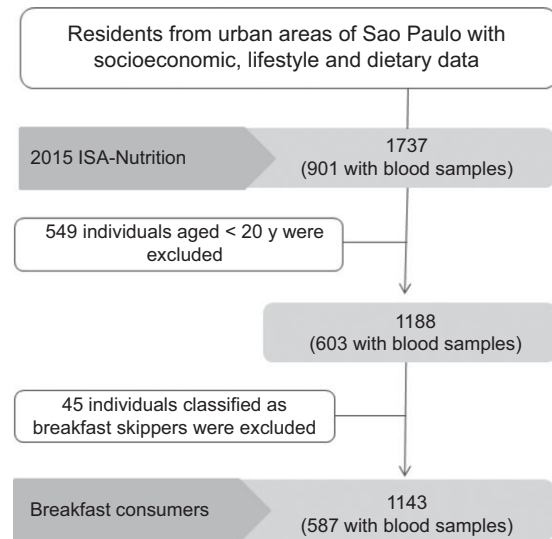 Residents from urban areas of Sao Paulo with
socioeconomic, lifestyle and dietary data
2015 ISA-Nutrition
1737
(901 with blood samples)
549 individuals aged < 20 y were
excluded
1188
(603 with blood samples)
45 individuals classified as
breakfast skippers were excluded
Breakfast consumers
1143
(587 with blood samples)